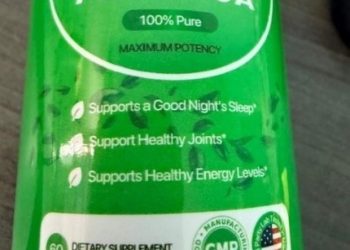 100% Pure
MAXIMUM POTENCY
Supports a Good Night's Sleep*
Support Healthy Joints*
Supports Healthy Energy Levels*
60 DIETARY SUPPLEMENT
GMP